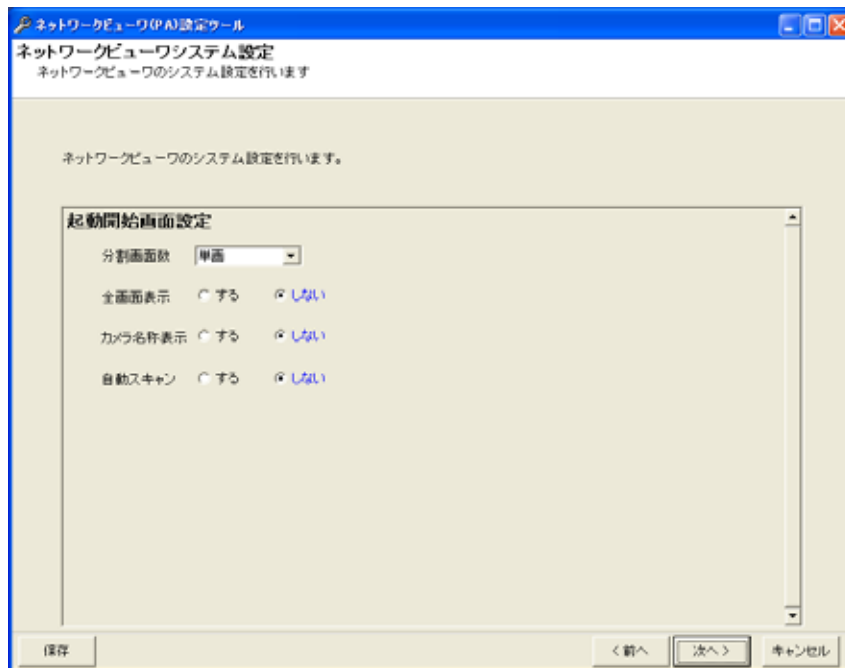 ネットワークビューワ(PA)設定ツール
ネットワークビューワシステム設定
ネットワークビューワのシステム設定を行います
ネットワークビューワのシステム設定を行います。
起動開始画面設定
分割画面数 単画
全画面表示 する しない
カメラ名称表示 する しない
自動スキャン する しない
保存 < 前へ 次へ > キャンセル